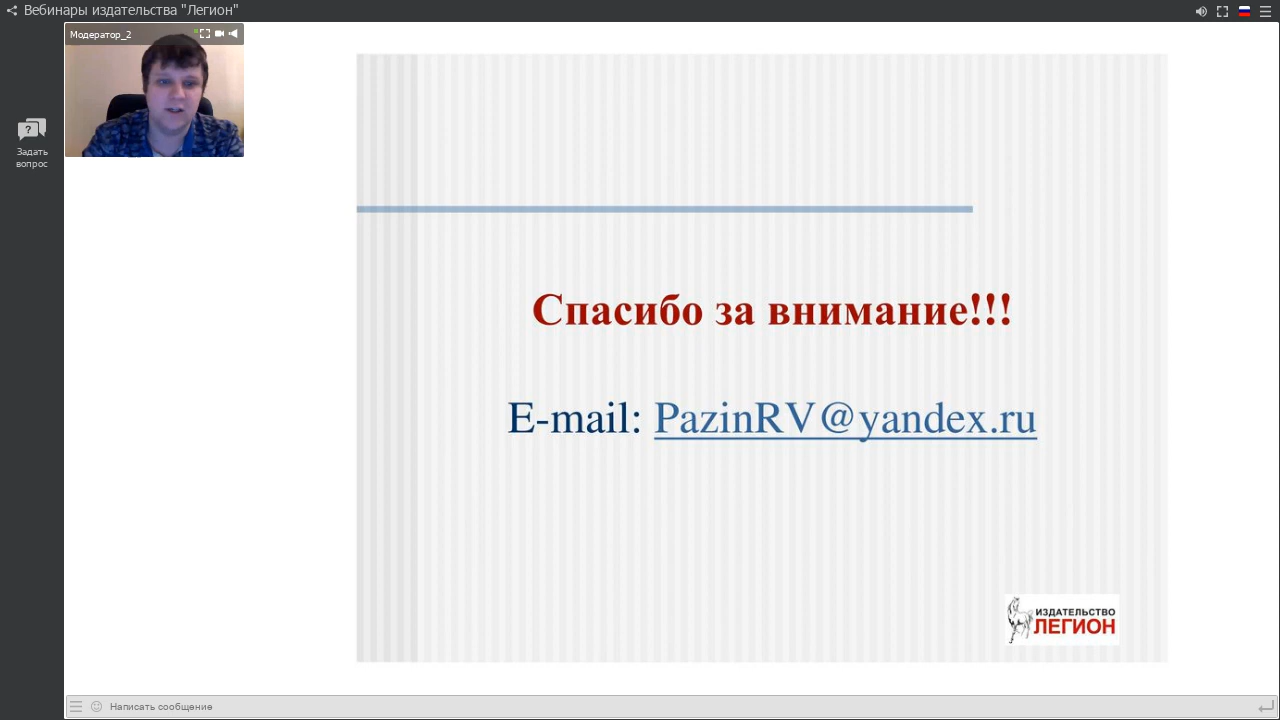 Вебинары издательства "Легион"
Модератор_2
Задать
вопрос
Спасибо за внимание!!!
E-mail: PazinRV@yandex.ru
ИЗДАТЕЛЬСТВО
ЛЕГИОН
Написать сообщение